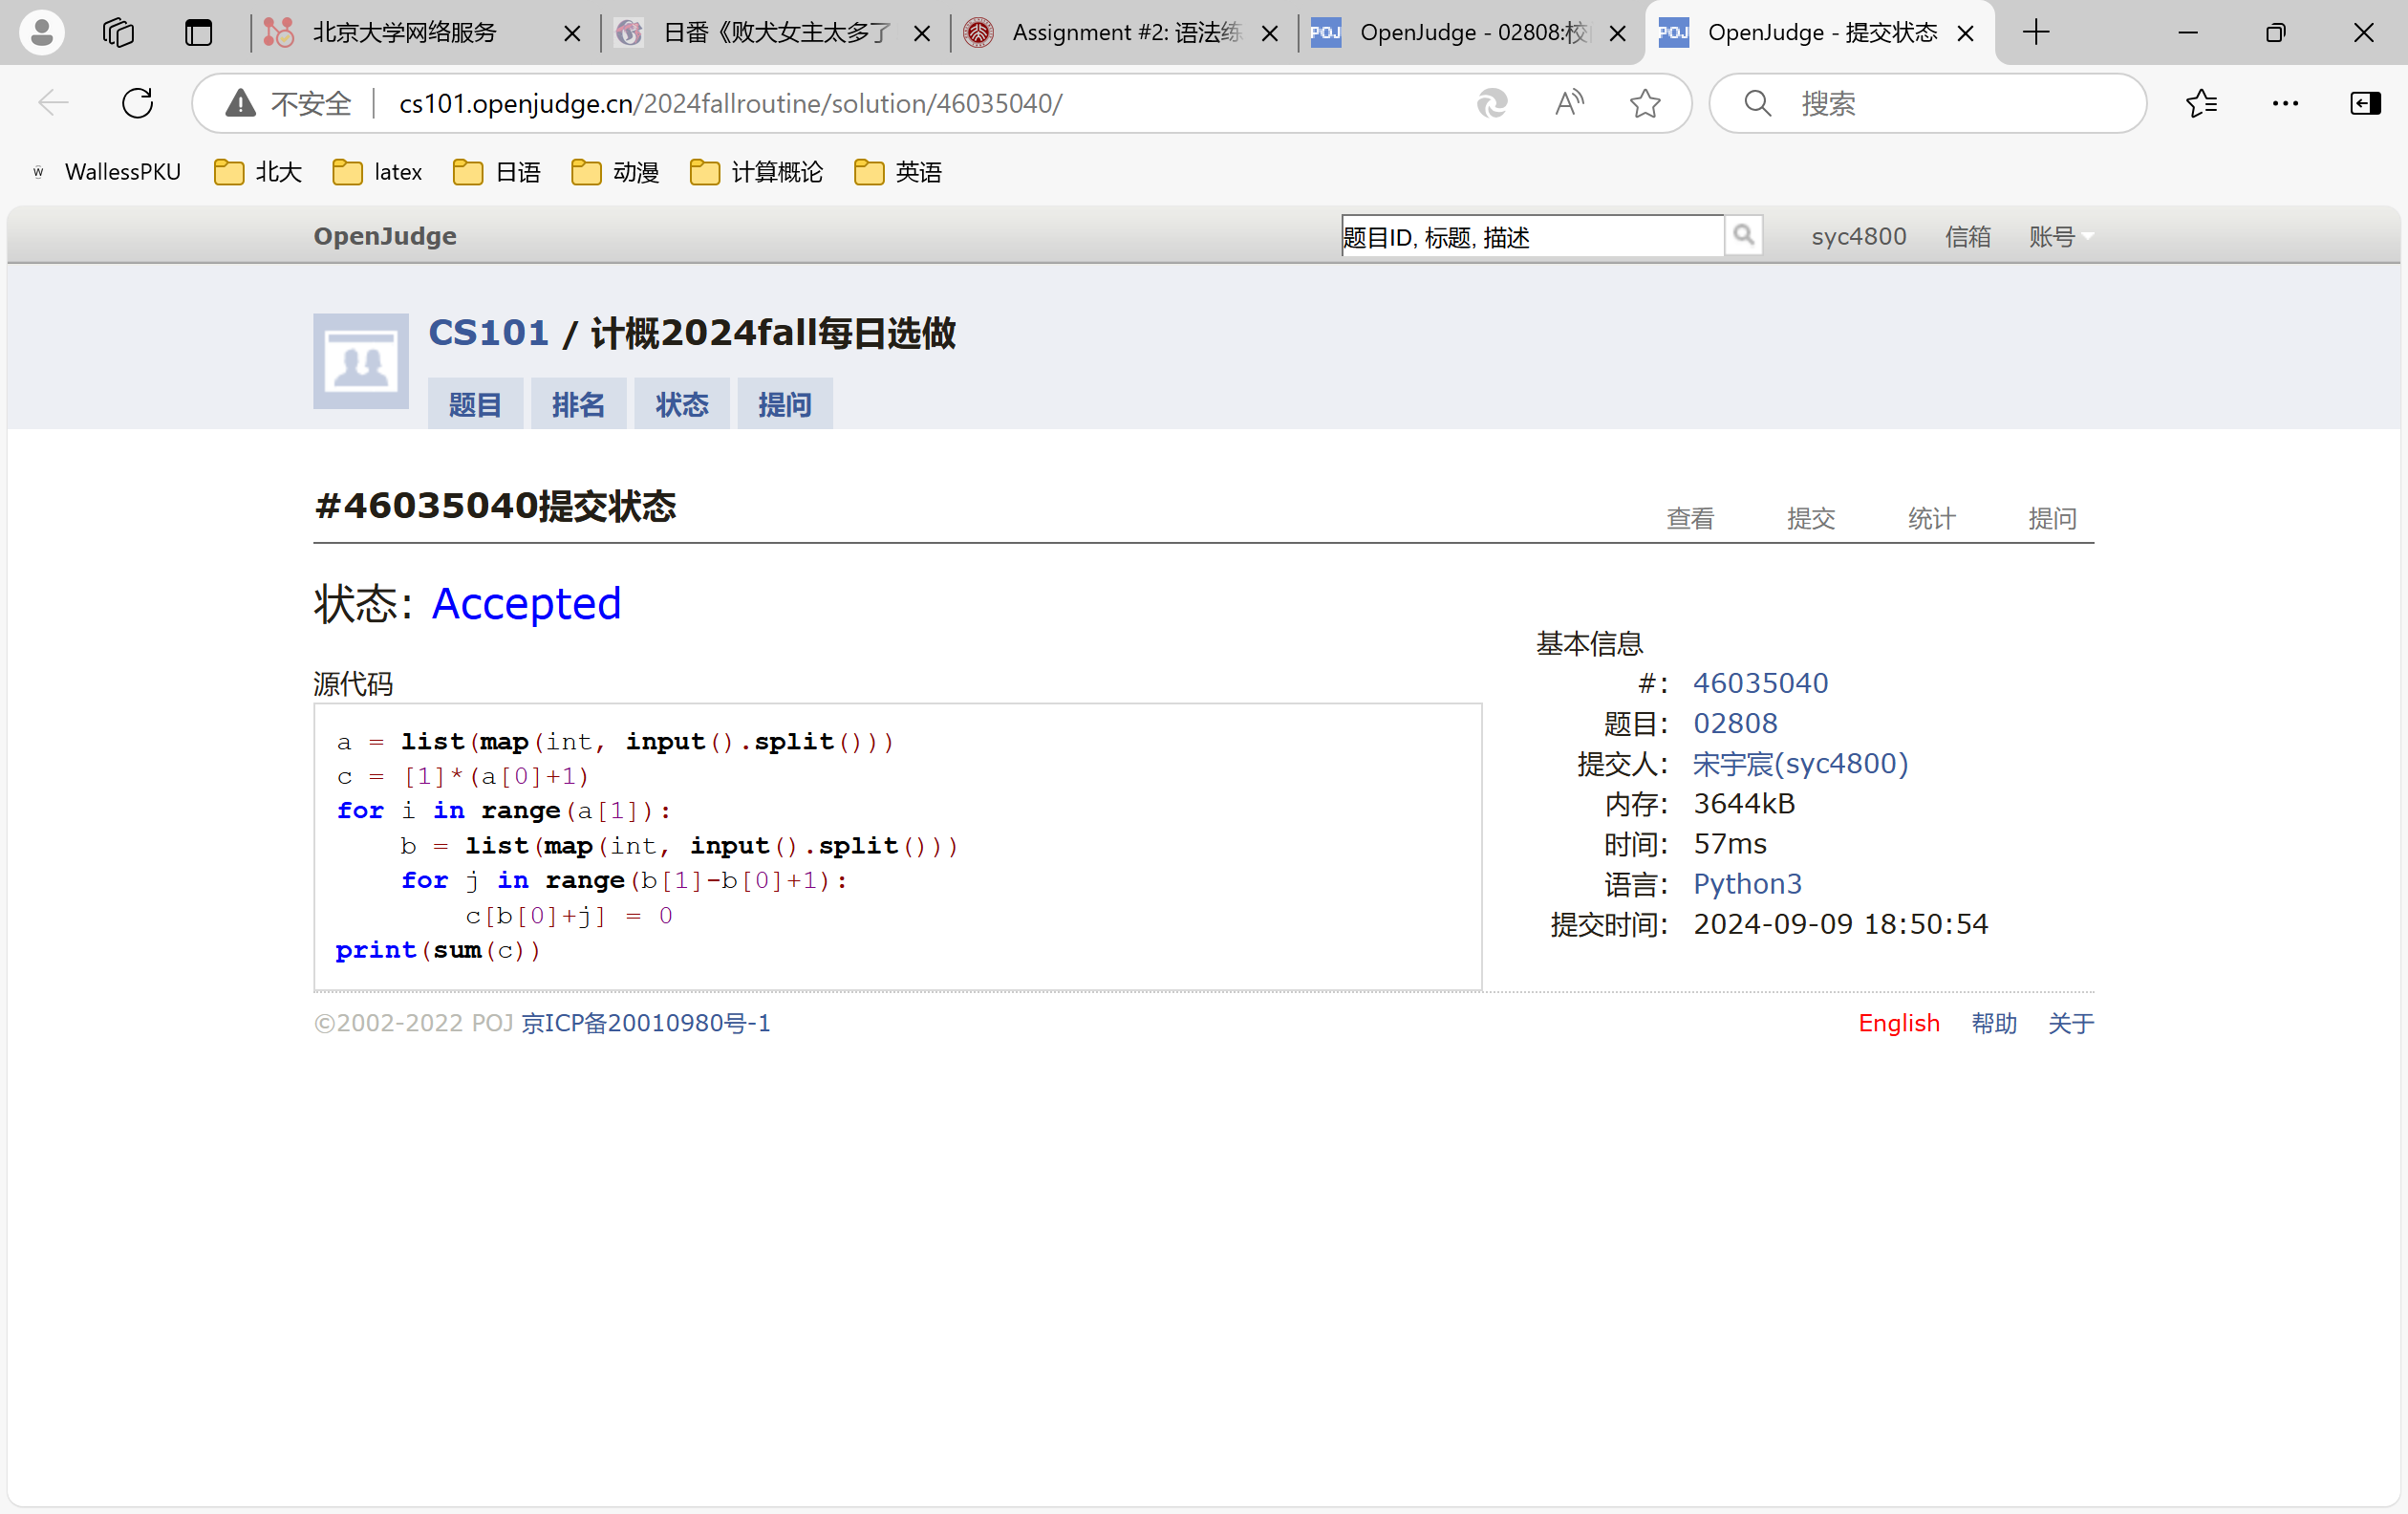 北京大学网络服务
日番《败犬女主太多了
Assignment #2: 语法练
OpenJudge - 02808:校
OpenJudge - 提交状态
不安全
cs101.openjudge.cn/2024fallroutine/solution/46035040/
搜索
WallessPKU
北大
latex
日语
动漫
计算概论
英语
OpenJudge
题目ID, 标题, 描述
syc4800
信箱
账号
CS101 / 计概2024fall每日选做
题目
排名
状态
提问
#46035040提交状态
查看
提交
统计
提问
状态: Accepted
源代码
a = list(map(int, input().split()))
c = [1]*(a[0]+1)
for i in range(a[1]):
    b = list(map(int, input().split()))
    for j in range(b[1]-b[0]+1):
        c[b[0]+j] = 0
print(sum(c))
基本信息
#: 46035040
题目: 02808
提交人: 宋宇宸(syc4800)
内存: 3644kB
时间: 57ms
语言: Python3
提交时间: 2024-09-09 18:50:54
©2002-2022 POJ 京ICP备20010980号-1
English
帮助
关于